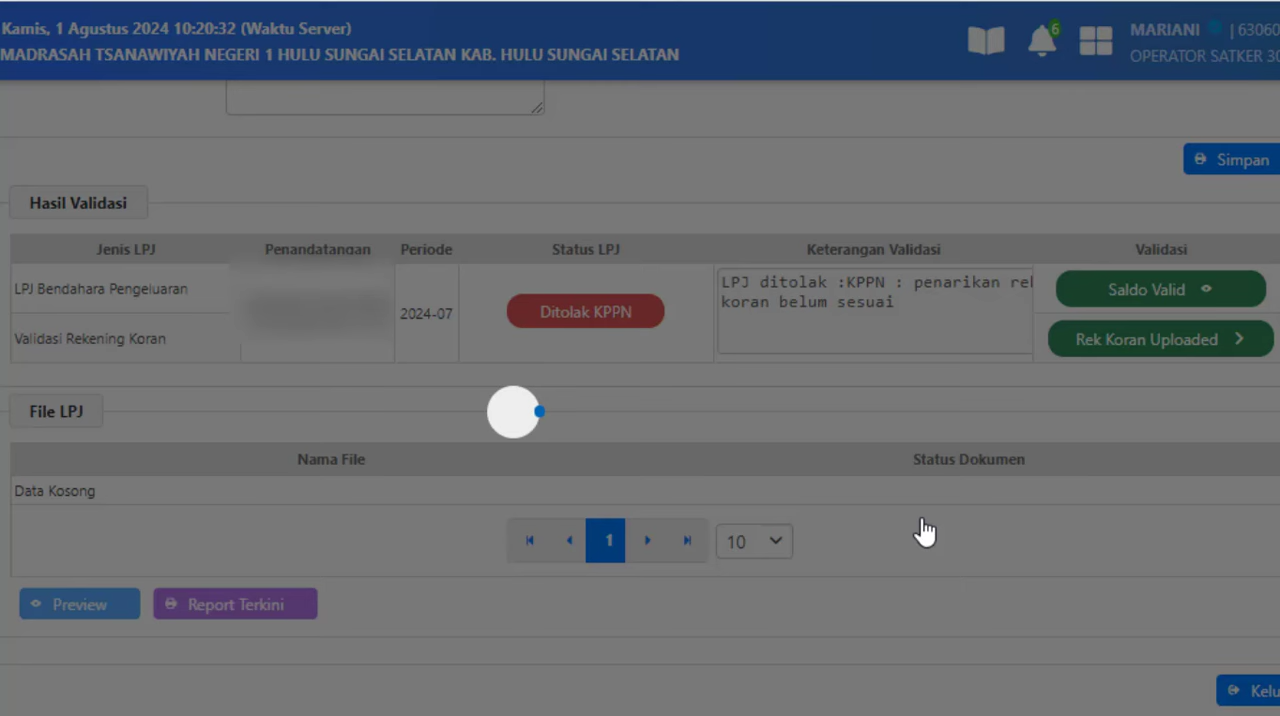 Kamis, 1 Agustus 2024 10:20:32 (Waktu Server)
MADRASAH TSANAWIYAH NEGERI 1 HULU SUNGAI SELATAN KAB. HULU SUNGAI SELATAN
6
MARIANI | 63060
OPERATOR SATKER 30
Simpan
Hasil Validasi
Jenis LPJ Penandatangan Periode Status LPJ Keterangan Validasi Validasi
LPJ Bendahara Pengeluaran
Validasi Rekening Koran
2024-07
Ditolak KPPN
LPJ ditolak :KPPN : penarikan rek
koran belum sesuai
Saldo Valid
Rek Koran Uploaded
File LPJ
Nama File Status Dokumen
Data Kosong
1 10
Preview Report Terkini
Kelu